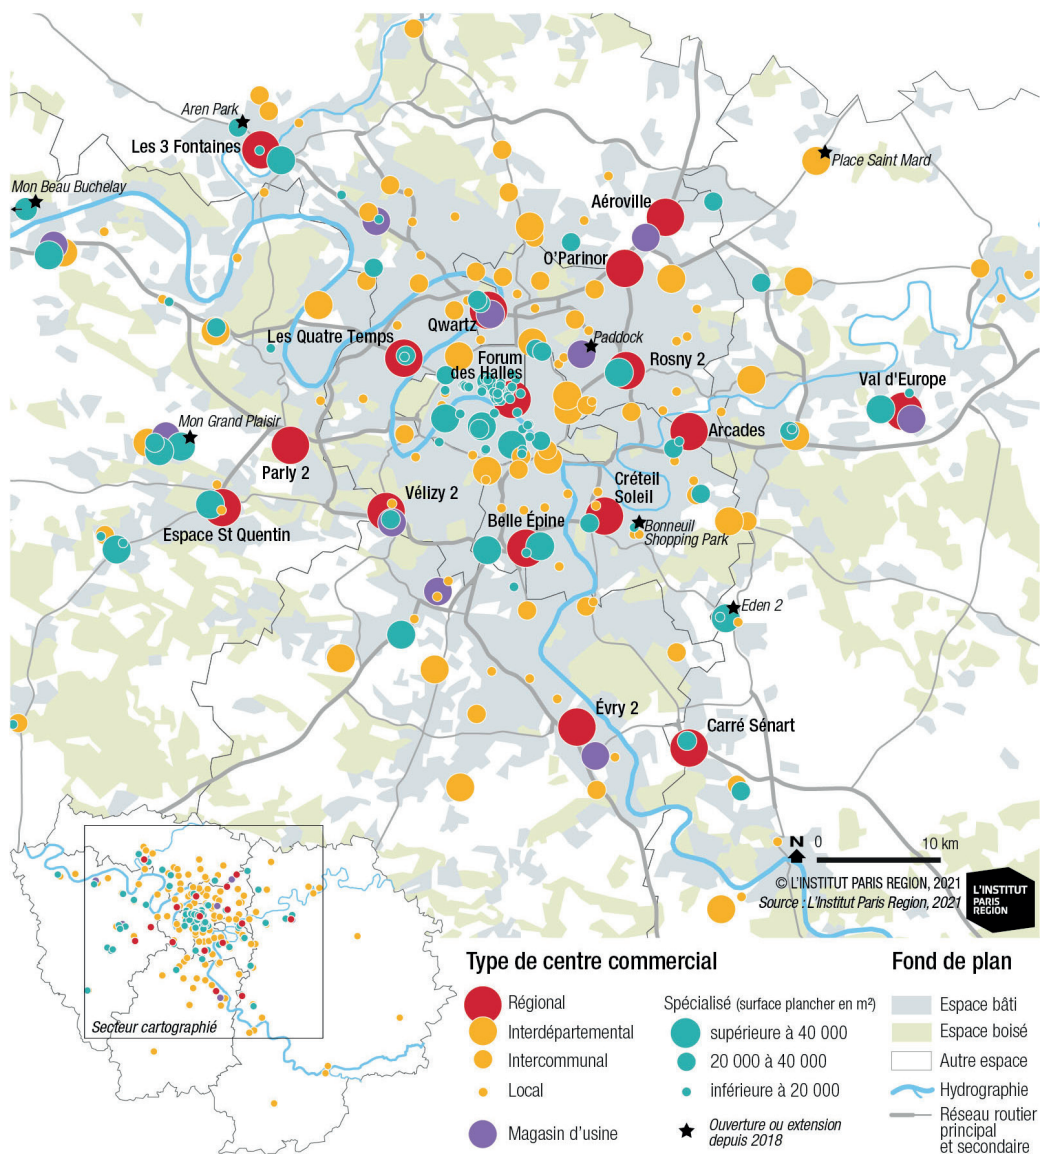 Aren Park
Les 3 Fontaines
Place Saint Mard
Mon Beau Buchelay
Aéroville
O'Parinor
Qwartz
Les Quatre Temps
Paddock
Forum
des Halles
Rosny 2
Val d'Europe
Mon Grand Plaisir
Arcades
Parly 2
Vélizy 2
Créteil
Soleil
Belle Épine
Espace St Quentin
Bonneuil
Shopping Park
Eden 2
Évry 2
Carré Sénart
N
0 10 km
© L'INSTITUT PARIS REGION, 2021
Source : L'Institut Paris Region, 2021
L'INSTITUT
PARIS
REGION
Secteur cartographié
Type de centre commercial
Régional
Interdépartemental
Intercommunal
Local
Magasin d'usine
Spécialisé (surface plancher en m²)
supérieure à 40 000
20 000 à 40 000
inférieure à 20 000
Ouverture ou extension
depuis 2018
Fond de plan
Espace bâti
Espace boisé
Autre espace
Hydrographie
Réseau routier
principal
et secondaire